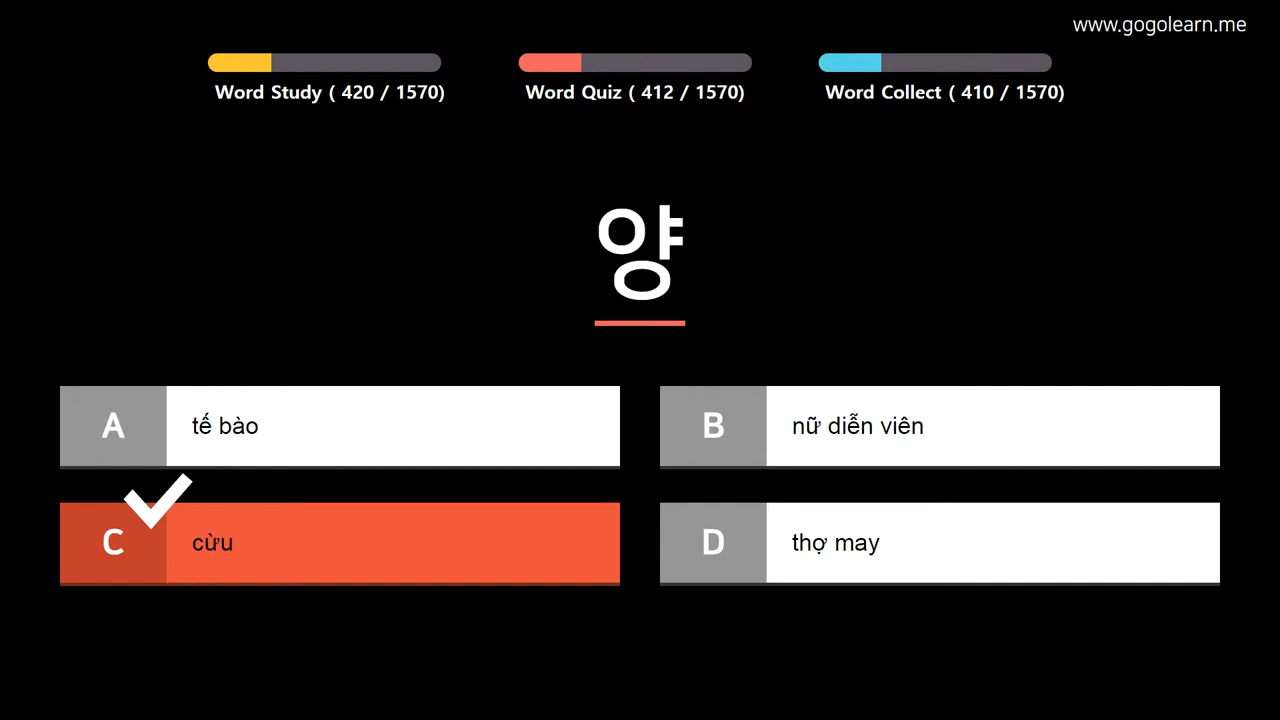 www.gogolearn.me
Word Study ( 420 / 1570)
Word Quiz ( 412 / 1570)
Word Collect ( 410 / 1570)
양
A tế bào
B nữ diễn viên
C cừu
D thợ may